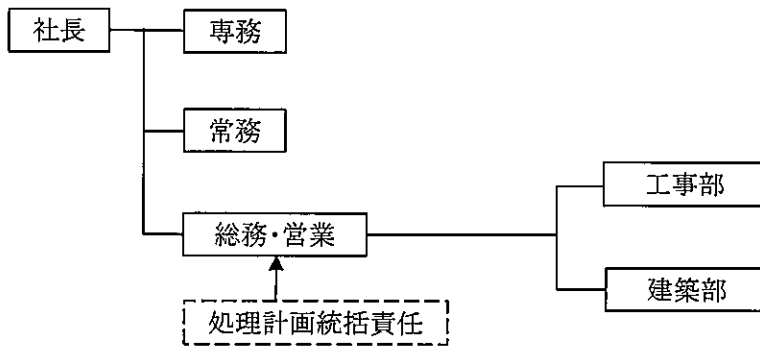 社長
専務
常務
総務・営業
工事部
建築部
処理計画統括責任